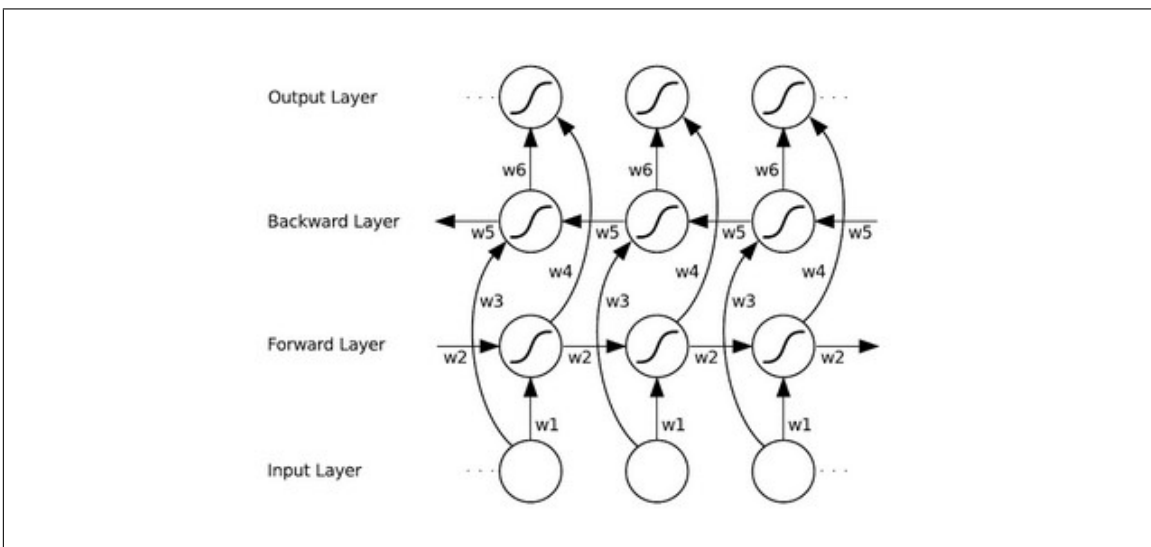 Output Layer
w6 w6 w6
Backward Layer
w5 w5 w5 w5
w4 w4 w4
w3 w3 w3
Forward Layer
w2 w2 w2 w2
w1 w1 w1
Input Layer